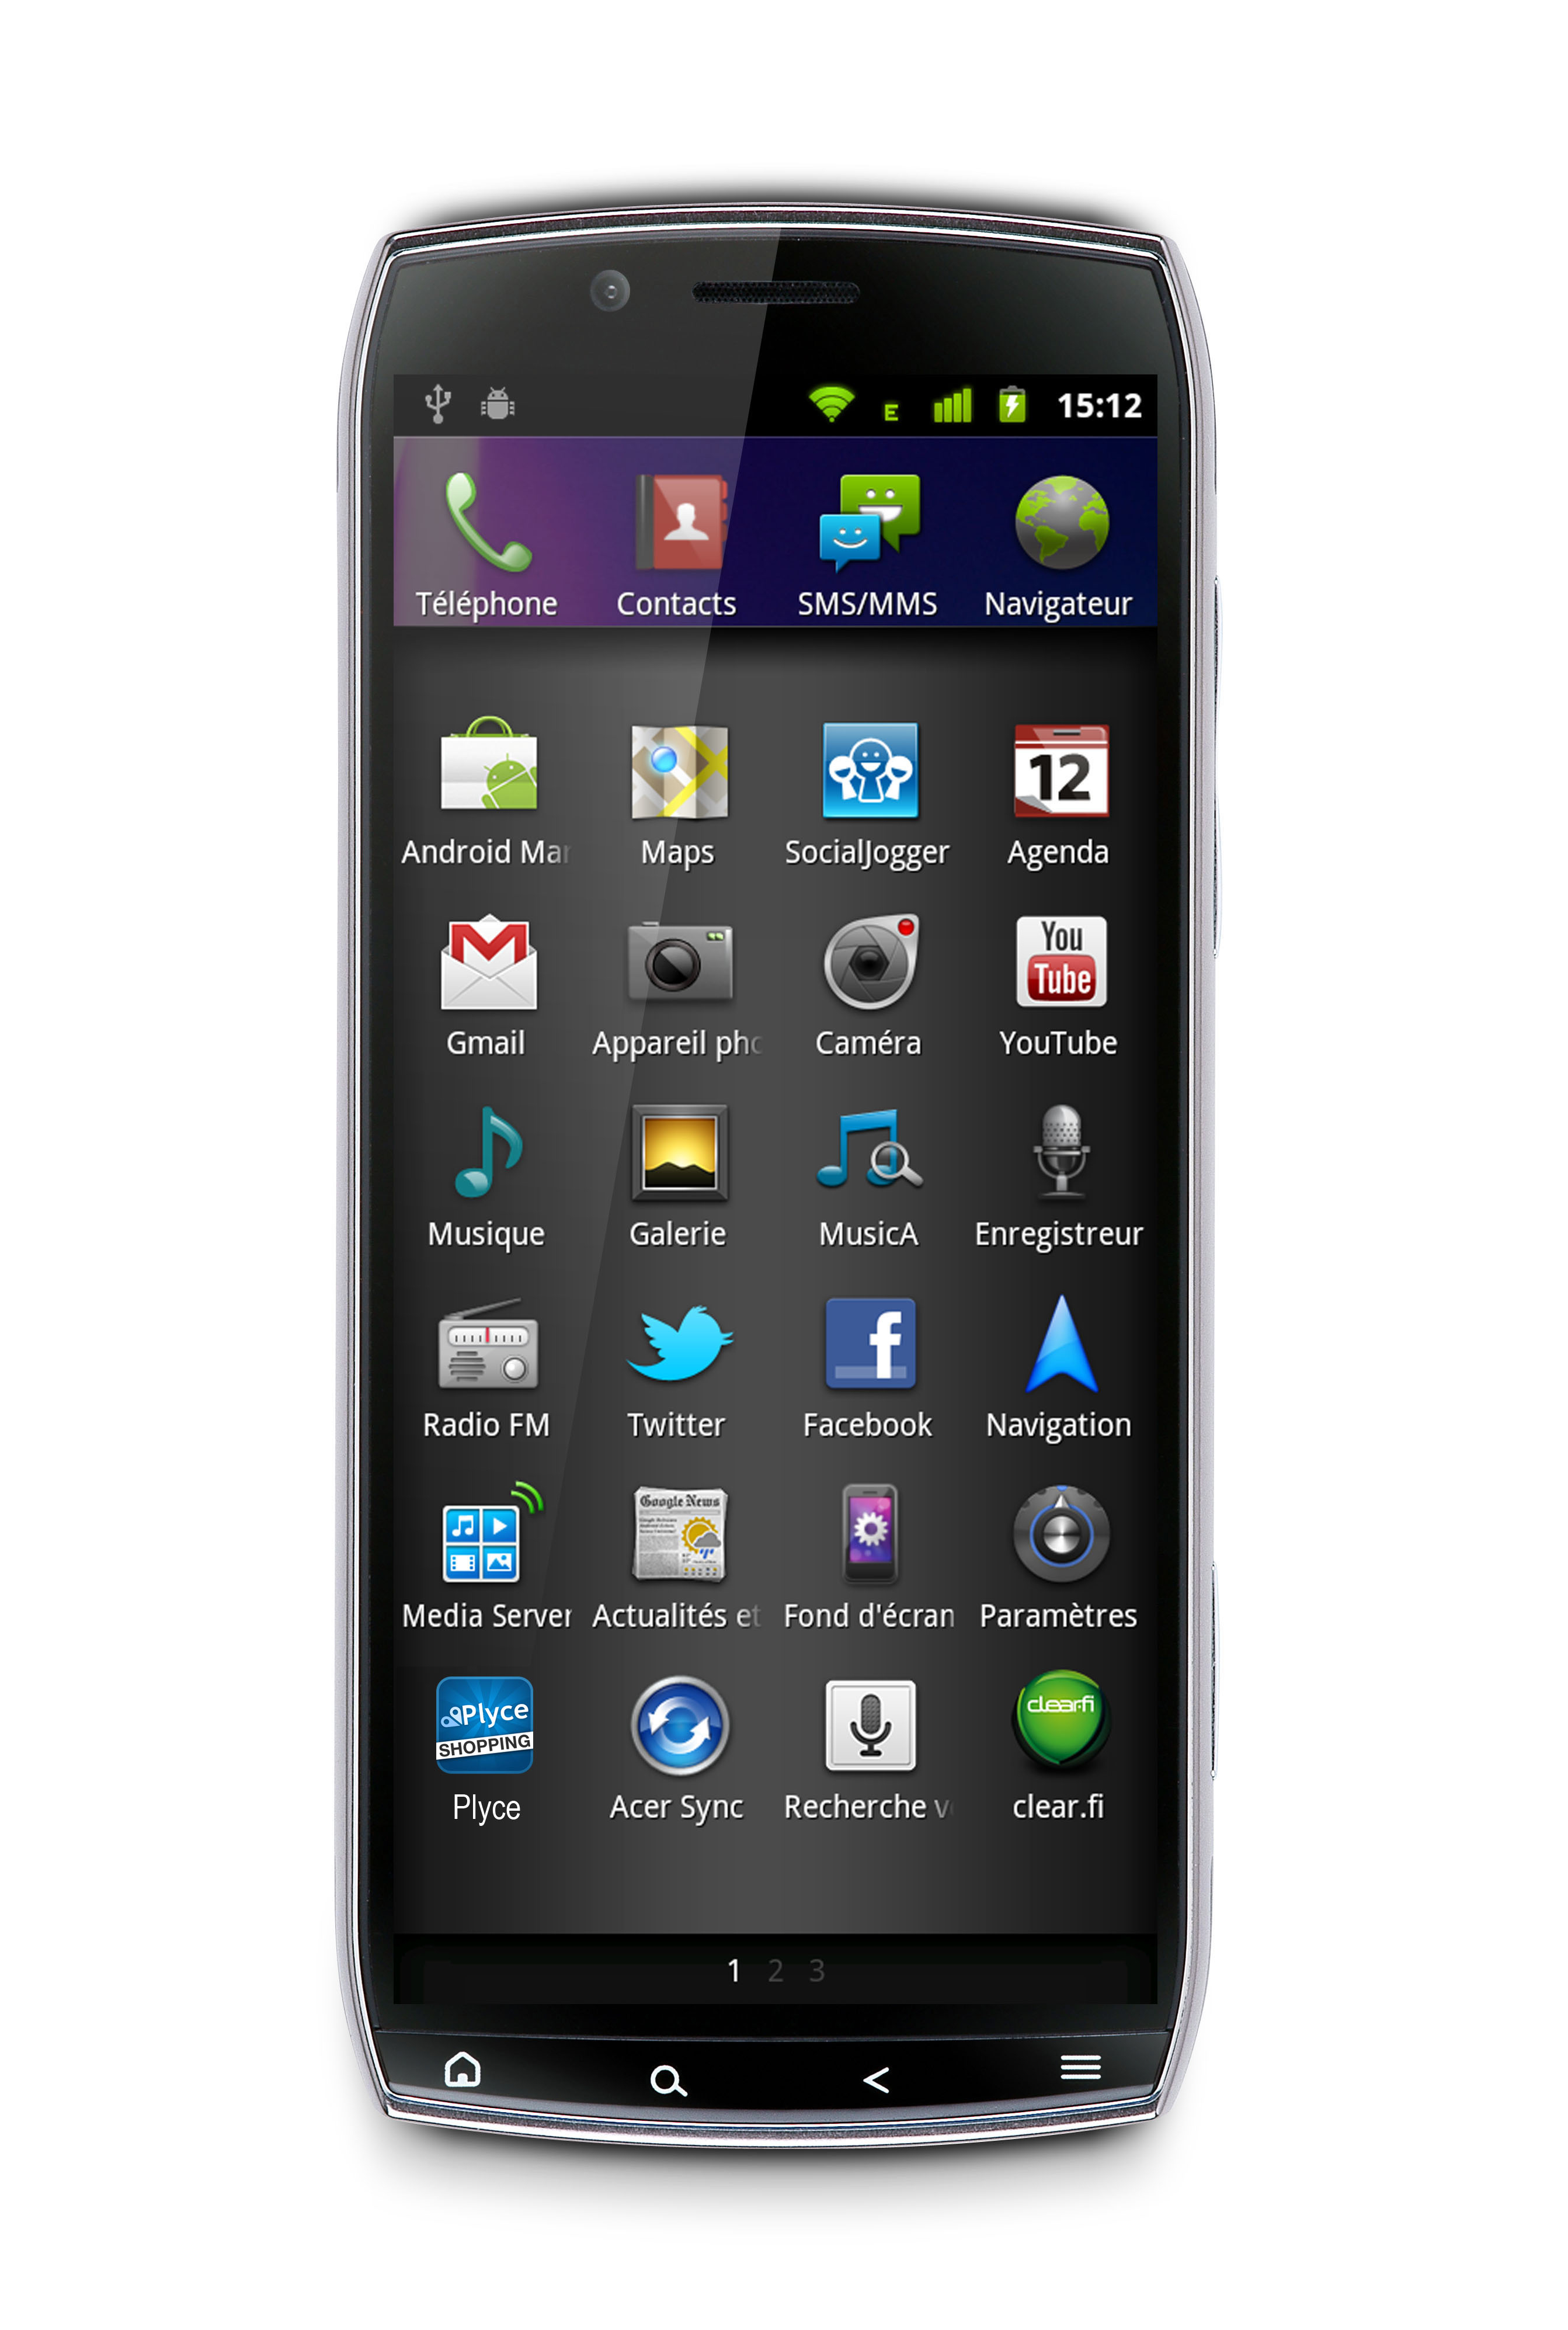 E 15:12
Téléphone Contacts SMS/MMS Navigateur
12
Android Mar Maps SocialJogger Agenda
You
Tube
Gmail Appareil pho Caméra YouTube
Musique Galerie MusicA Enregistreur
f
Radio FM Twitter Facebook Navigation
Google News
Media Server Actualités et Fond d'écran Paramètres
Plyce clear.fi
SHOPPING
Plyce Acer Sync Recherche v clear.fi
1 2 3